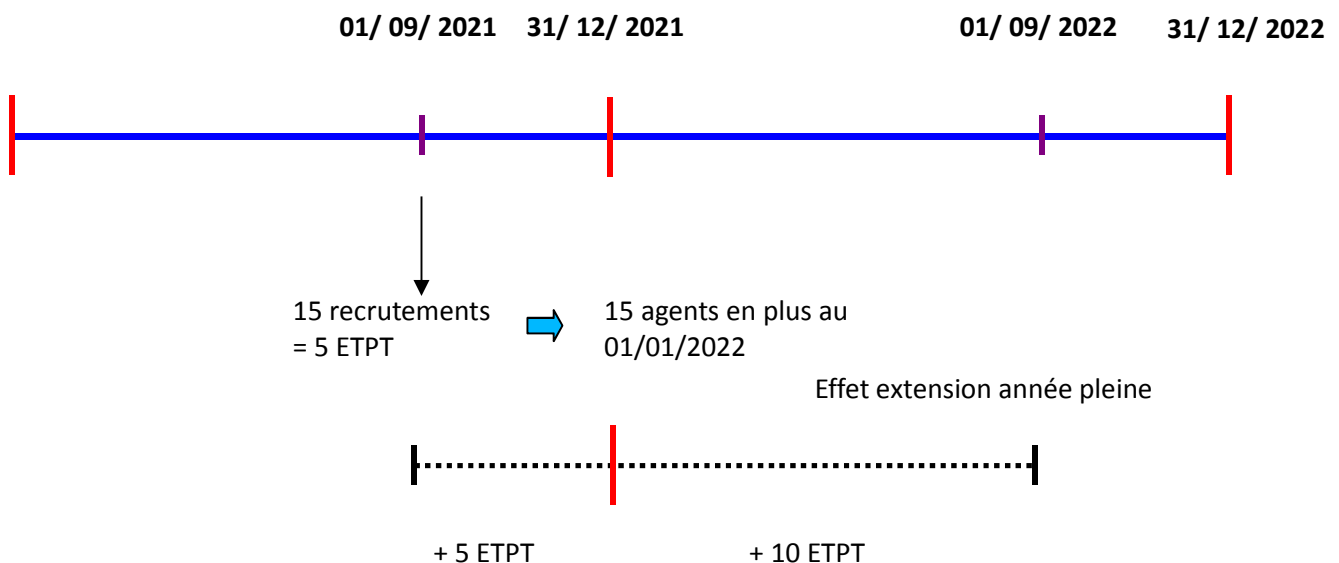 01/ 09/ 2021 31/ 12/ 2021 01/ 09/ 2022 31/ 12/ 2022
15 recrutements
= 5 ETPT
15 agents en plus au
01/01/2022
Effet extension année pleine
+ 5 ETPT + 10 ETPT